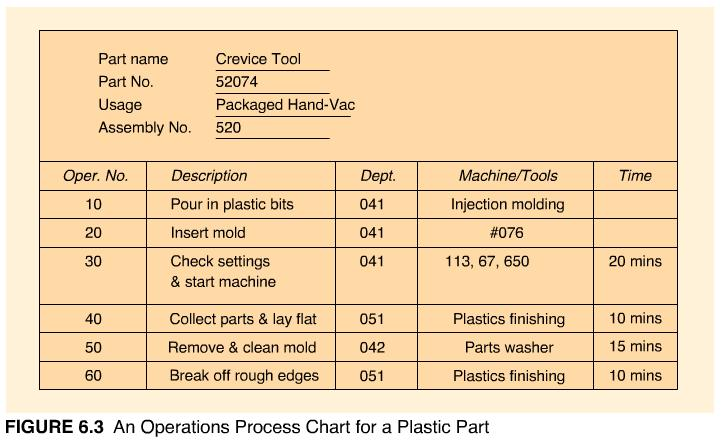 Part name Crevice Tool
Part No. 52074
Usage Packaged Hand-Vac
Assembly No. 520
Oper. No. Description Dept. Machine/Tools Time
10 Pour in plastic bits 041 Injection molding
20 Insert mold 041 #076
30 Check settings 041 113, 67, 650 20 mins
& start machine
40 Collect parts & lay flat 051 Plastics finishing 10 mins
50 Remove & clean mold 042 Parts washer 15 mins
60 Break off rough edges 051 Plastics finishing 10 mins
FIGURE 6.3 An Operations Process Chart for a Plastic Part